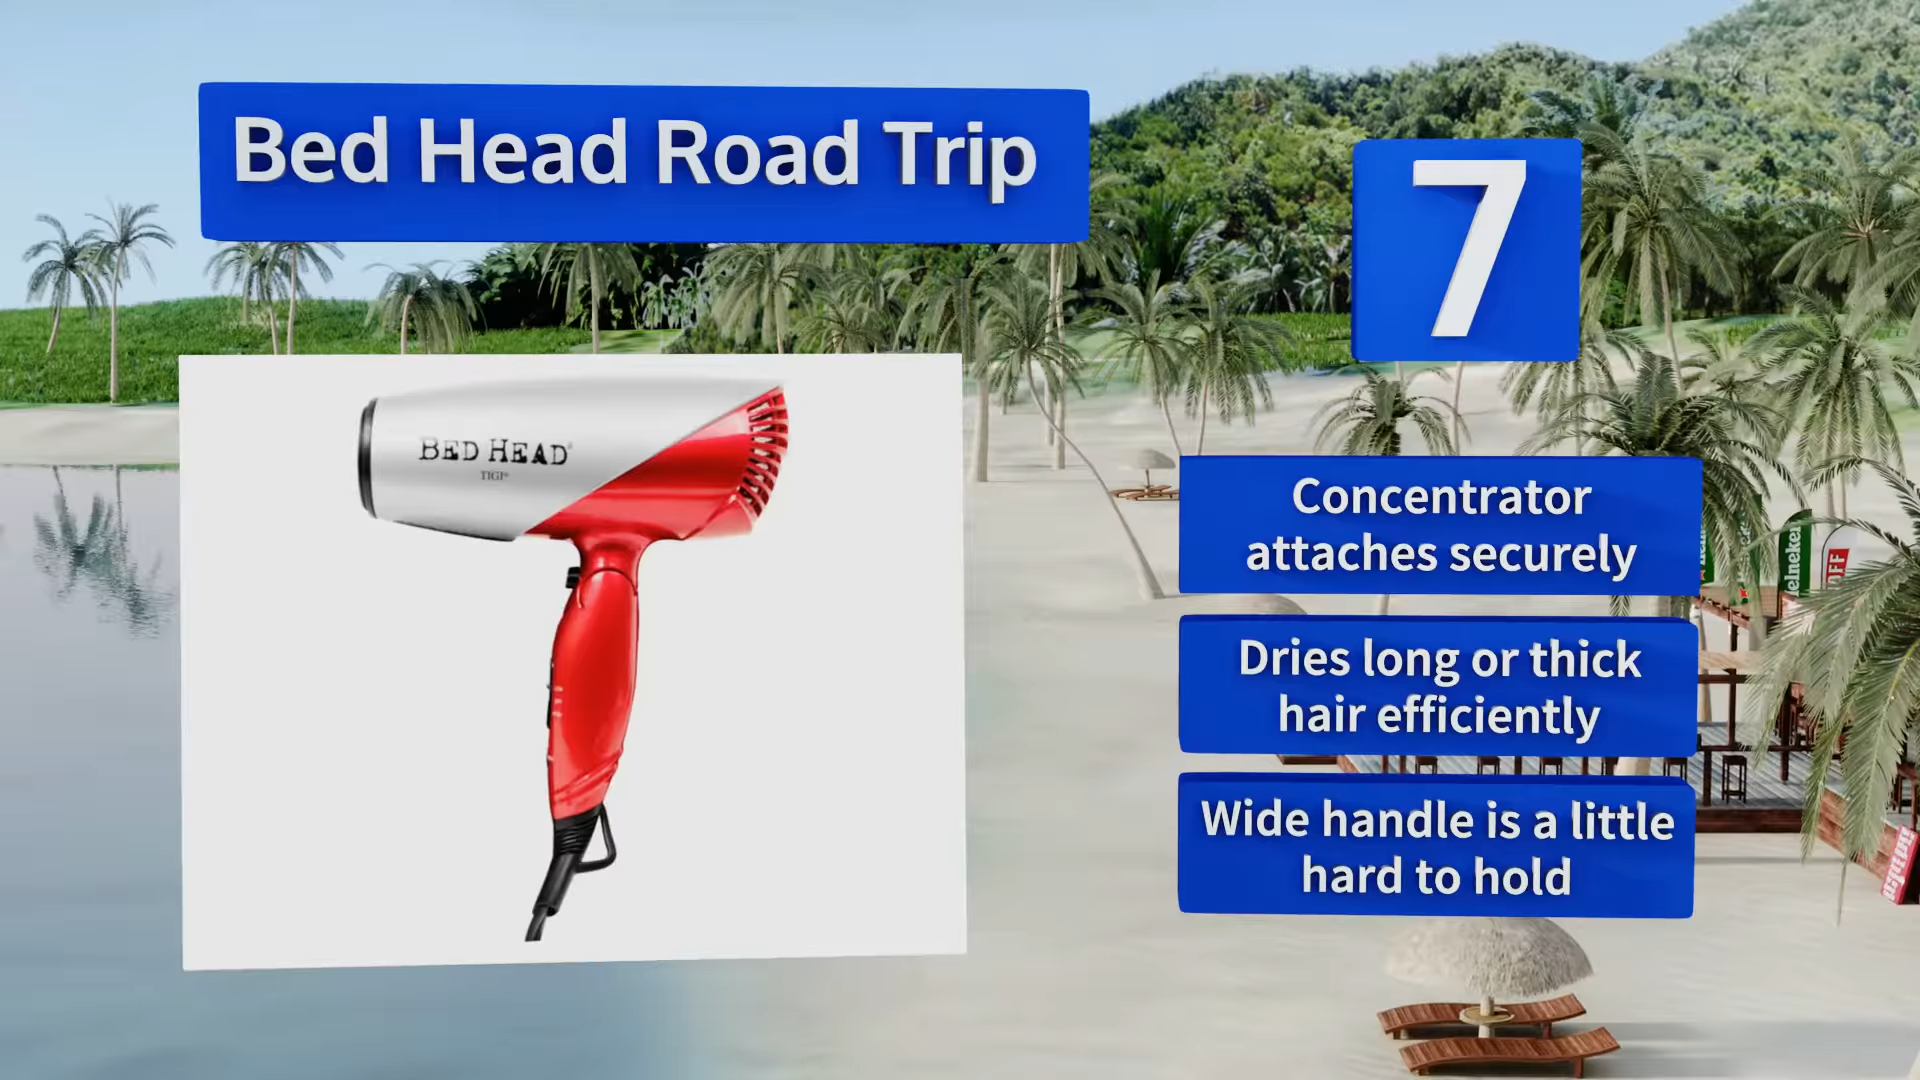 Bed Head Road Trip
7
BED HEAD
TIGI®
Concentrator
attaches securely
Dries long or thick
hair efficiently
Wide handle is a little
hard to hold